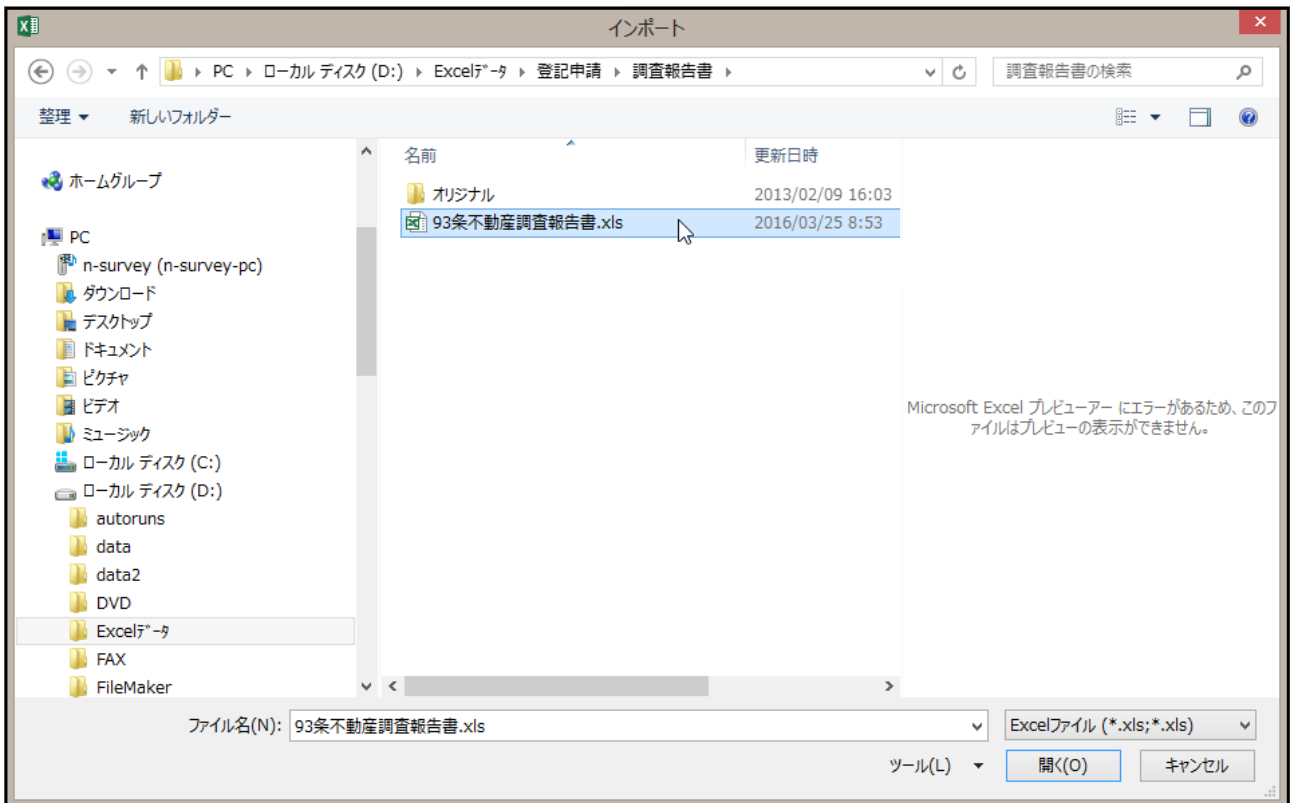 インポート
PC ローカル ディスク (D:) Excelﾃﾞｰﾀ 登記申請 調査報告書
調査報告書の検索
整理 新しいフォルダー
名前 更新日時
ホームグループ
オリジナル 2013/02/09 16:03
93条不動産調査報告書.xls 2016/03/25 8:53
PC
n-survey (n-survey-pc)
ダウンロード
デスクトップ
ドキュメント
ピクチャ
ビデオ
ミュージック
ローカル ディスク (C:)
ローカル ディスク (D:)
autoruns
data
data2
DVD
Excelﾃﾞｰﾀ
FAX
FileMaker
Microsoft Excel プレビューアー にエラーがあるため、このフ
ァイルはプレビューの表示ができません。
ファイル名(N): 93条不動産調査報告書.xls
Excelファイル (*.xls;*.xls)
ツール(L) 開く(O) キャンセル